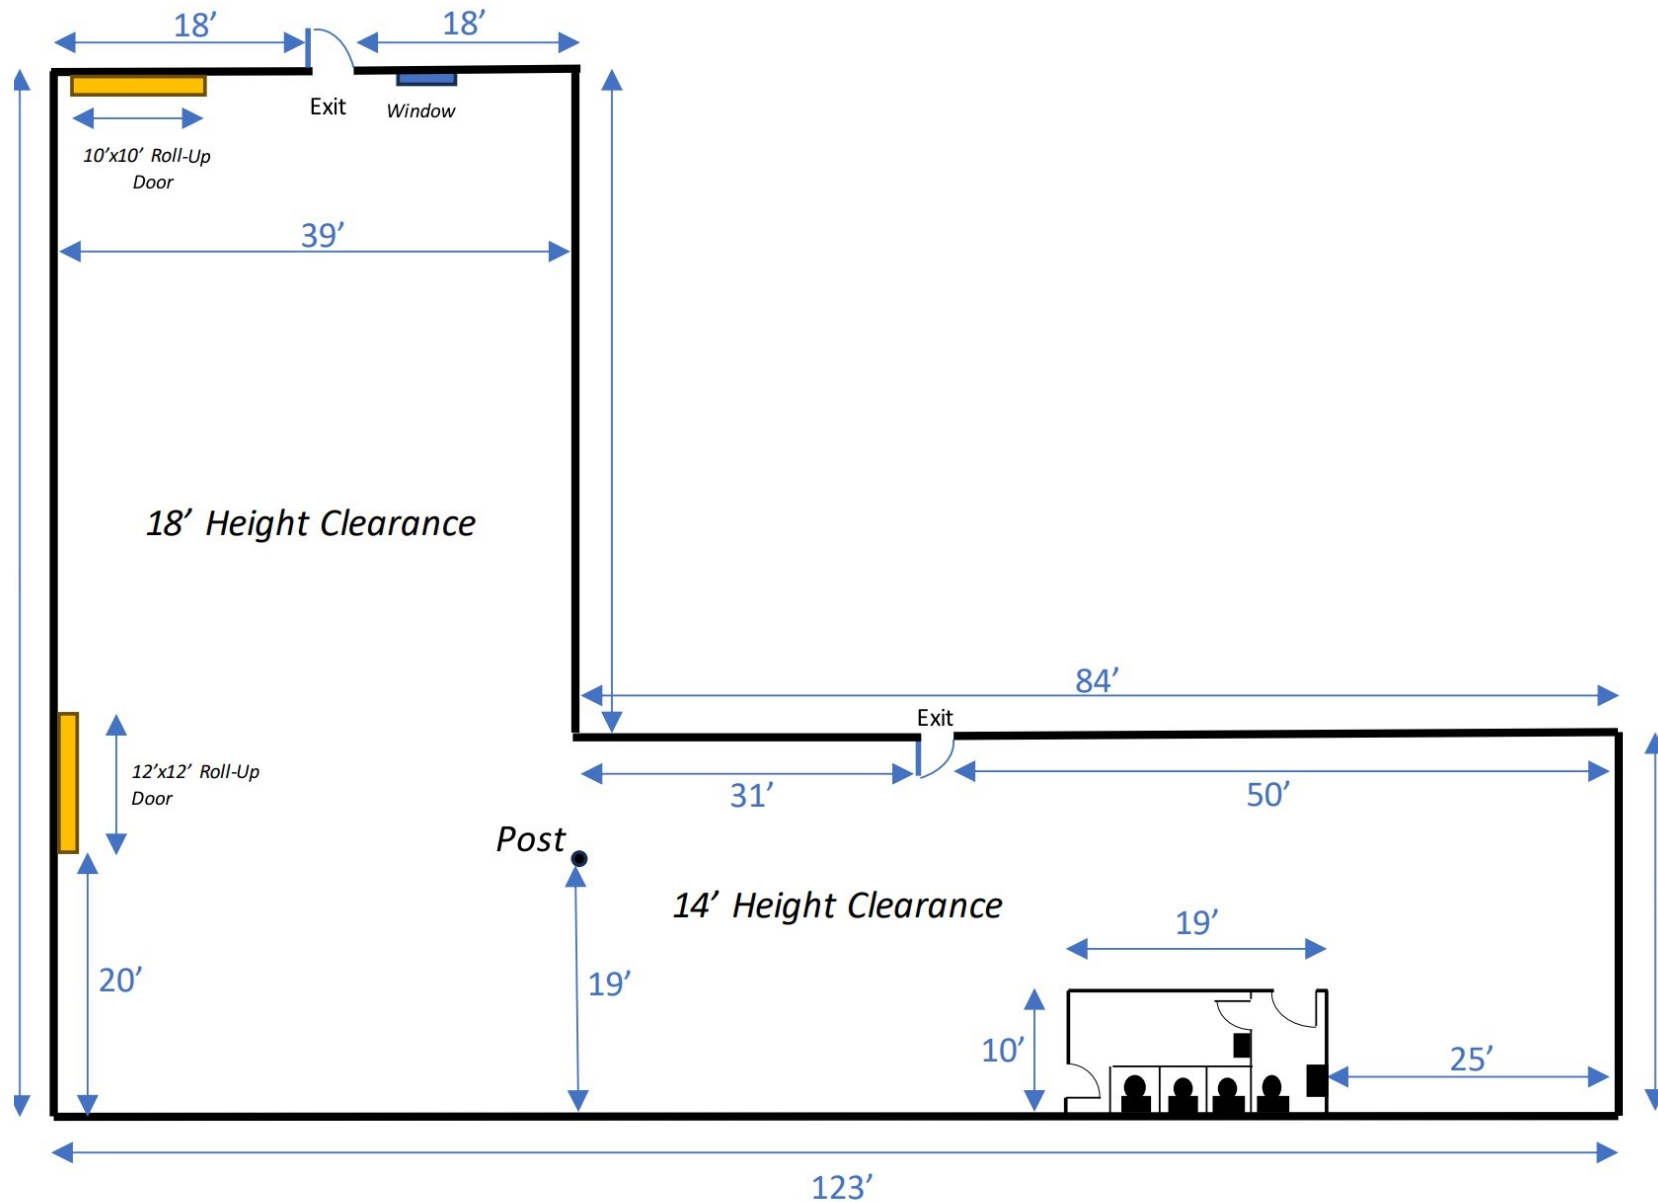 18’
18’
Exit
Window
10’x10’ Roll-Up
Door
39’
18’ Height Clearance
84’
Exit
12’x12’ Roll-Up
Door
31’
50’
Post
14’ Height Clearance
19’
20’
19’
10’
25’
123’